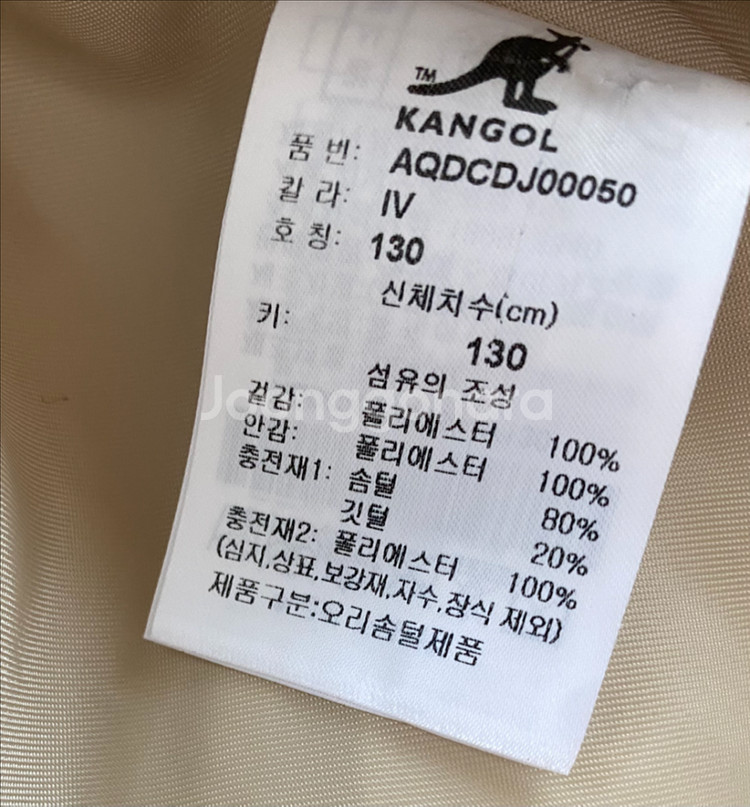 TM
KANGOL
품 번: AQDCDJ00050
칼 라: IV
호 칭: 130
신체치수(cm)
키: 130
섬유의 조성
겉감: 폴리에스터 100%
안감: 폴리에스터 100%
충전재1: 솜털 80%
깃털 20%
충전재2: 폴리에스터 100%
(심지,상표,보강재,자수,장식 제외)
제품구분:오리솜털제품
Joonggonara